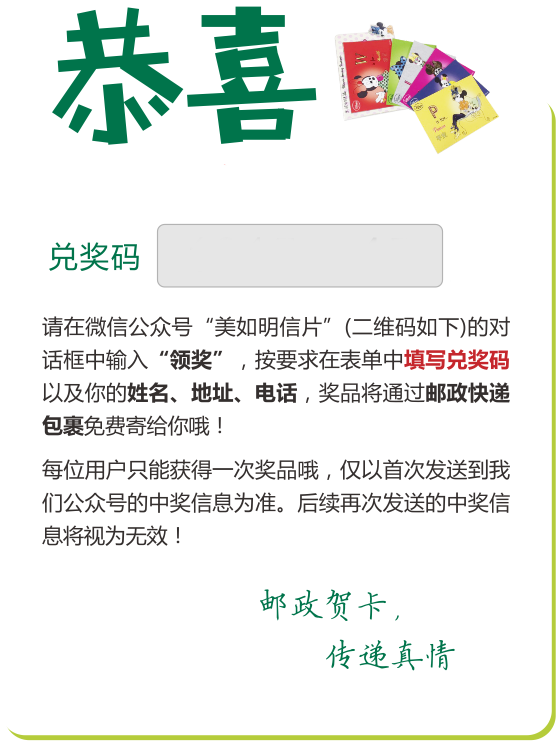 恭喜
兑奖码
请在微信公众号“美如明信片”(二维码如下)的对
话框中输入“领奖”，按要求在表单中填写兑奖码
以及你的姓名、地址、电话，奖品将通过邮政快递
包裹免费寄给你哦！
每位用户只能获得一次奖品哦，仅以首次发送到我
们公众号的中奖信息为准。后续再次发送的中奖信
息将视为无效！
邮政贺卡，
传递真情